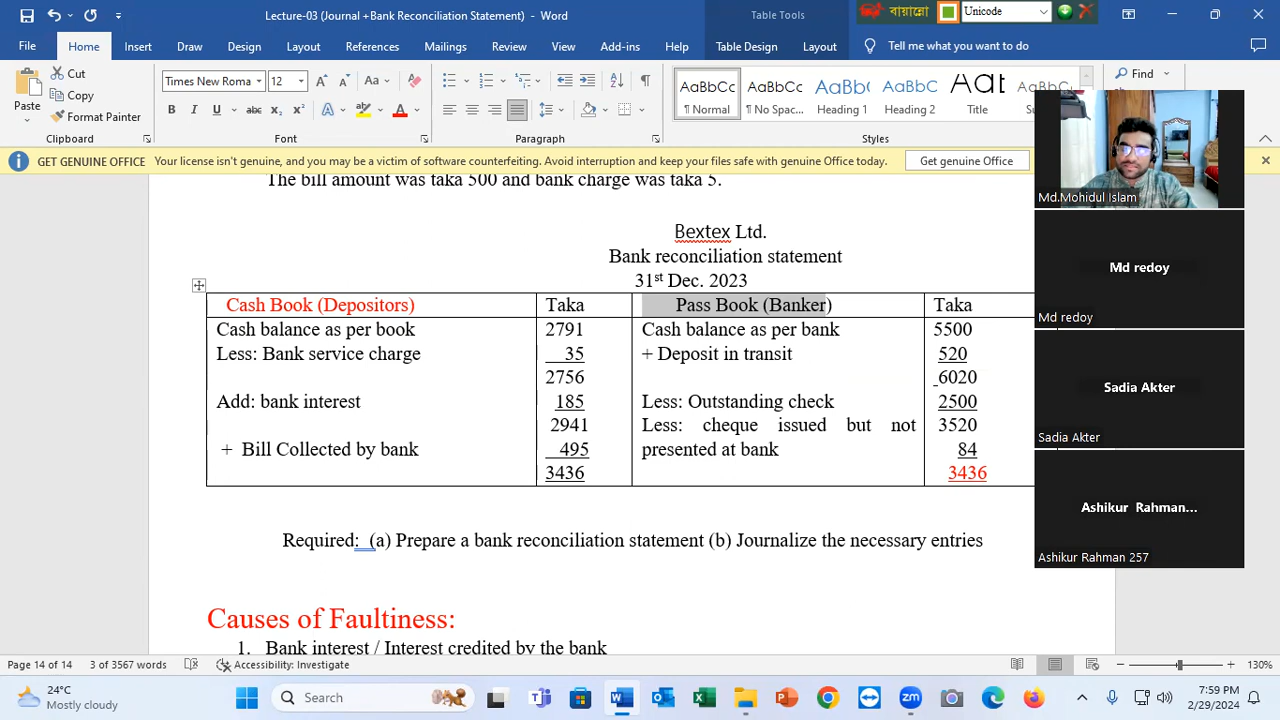 Lecture-03 (Faultiness +Bank Reconciliation Statement) - Word
Table Tools
বায়ান্নো
Unicode
File Home Insert Draw Design Layout References Mailings Review View Add-ins Help Table Design Layout Tell me what you want to do
Paste
Cut
Copy
Format Painter
Clipboard
Times New Roma 12
Font
Paragraph
AaBbCc AaBbCc AaBbC AaBbCc Aat
¶ Normal ¶ No Spac... Heading 1 Heading 2 Title
Styles
Find
GET GENUINE OFFICE Your license isn't genuine, and you may be a victim of software counterfeiting. Avoid interruption and keep your files safe with genuine Office today. Get genuine Office
The bill amount was taka 500 and bank charge was taka 5.
Bextex Ltd.
Bank reconciliation statement
31st Dec. 2023
Cash Book (Depositors) Taka Pass Book (Banker) Taka
Cash balance as per book 2791 Cash balance as per bank 5500
Less: Bank service charge 35 + Deposit in transit 520
2756 6020
Add: bank interest 185 Less: Outstanding check 2500
2941 Less: cheque issued but not 3520
+ Bill Collected by bank 495 presented at bank 84
3436 3436
Required: (a) Prepare a bank reconciliation statement (b) Journalize the necessary entries
Causes of Faultiness:
1. Bank interest / Interest credited by the bank
Md.Mohidul Islam
Md redoy
Md redoy
Sadia Akter
Sadia Akter
Ashikur Rahman...
Ashikur Rahman 257
Page 14 of 14 3 of 3567 words Accessibility: Investigate 130%
24°C
Mostly cloudy
Search
7:59 PM
2/29/2024